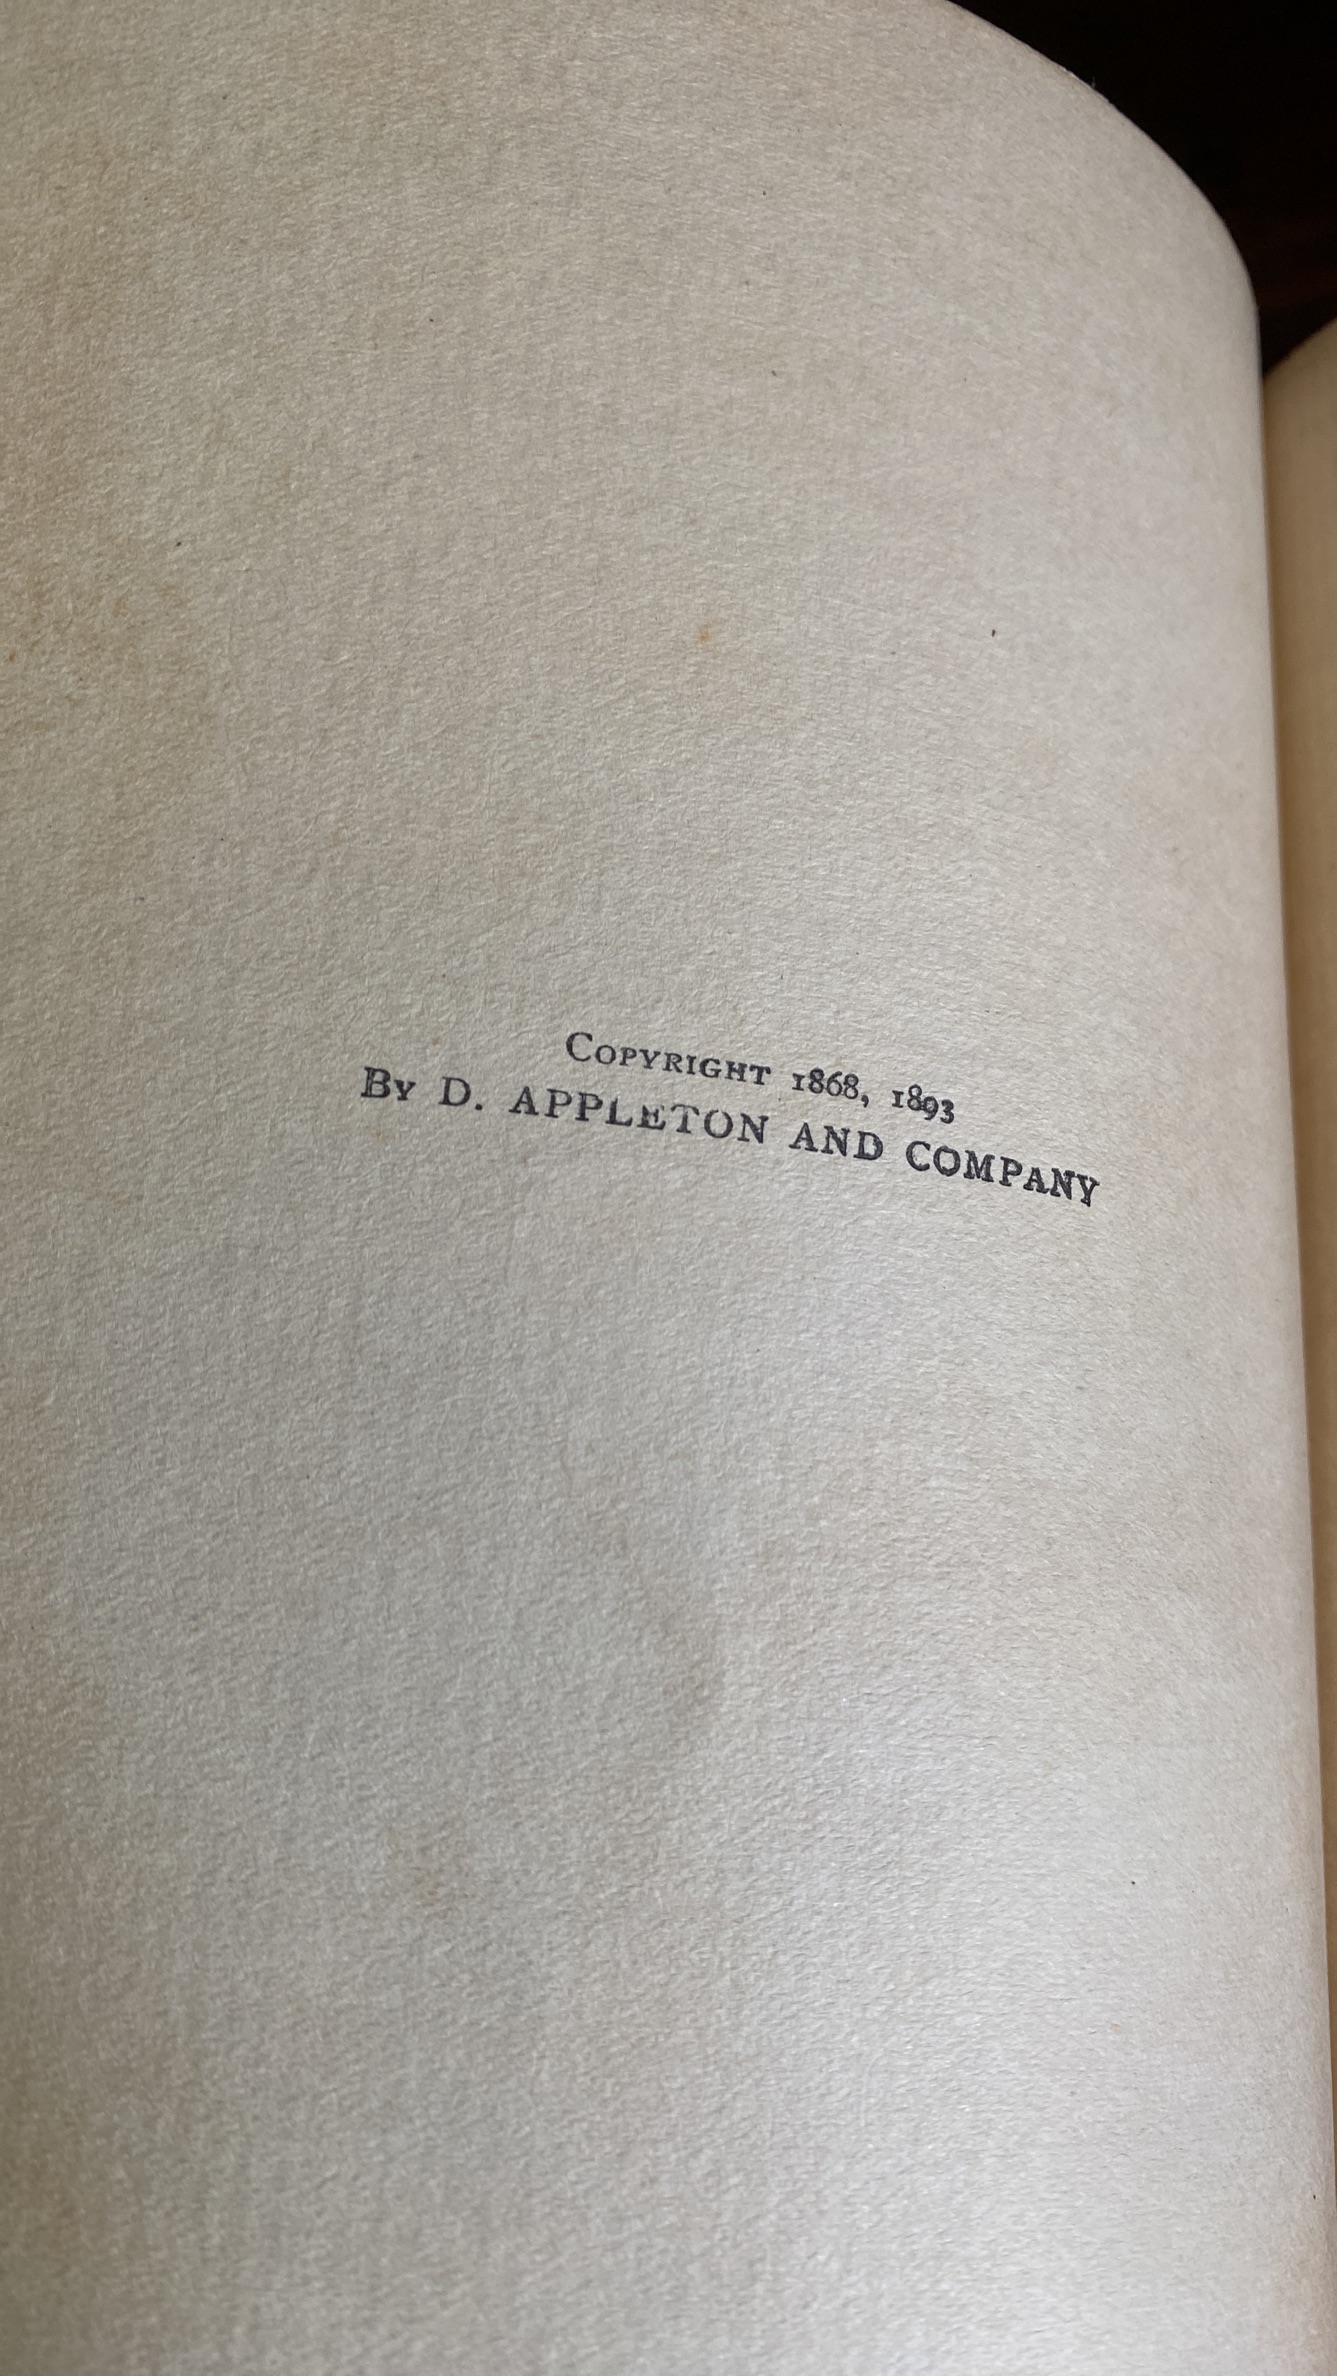 Copyright 1868, 1893
By D. APPLETON AND COMPANY